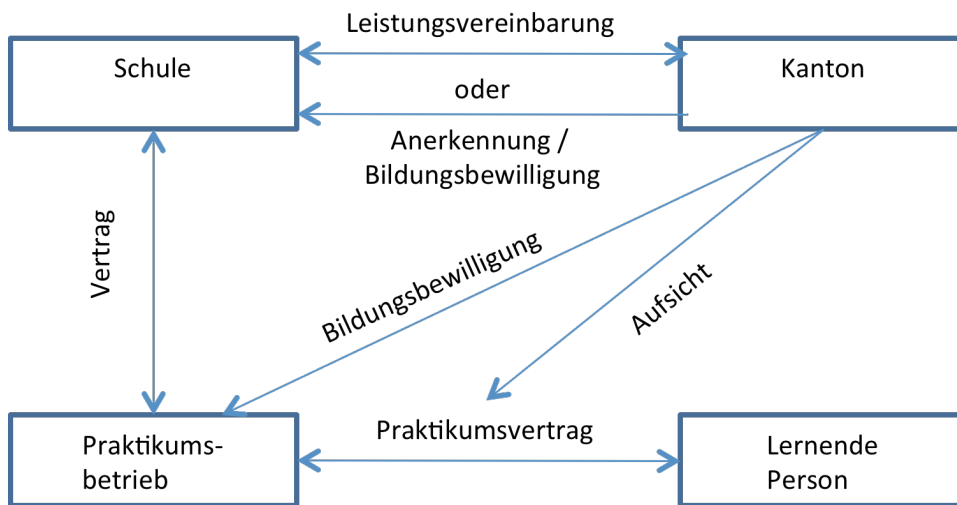 Leistungsvereinbarung
Schule
Kanton
oder
Anerkennung /
Bildungsbewilligung
Vertrag
Bildungsbewilligung
Aufsicht
Praktikumsvertrag
Praktikums-
betrieb
Lernende
Person